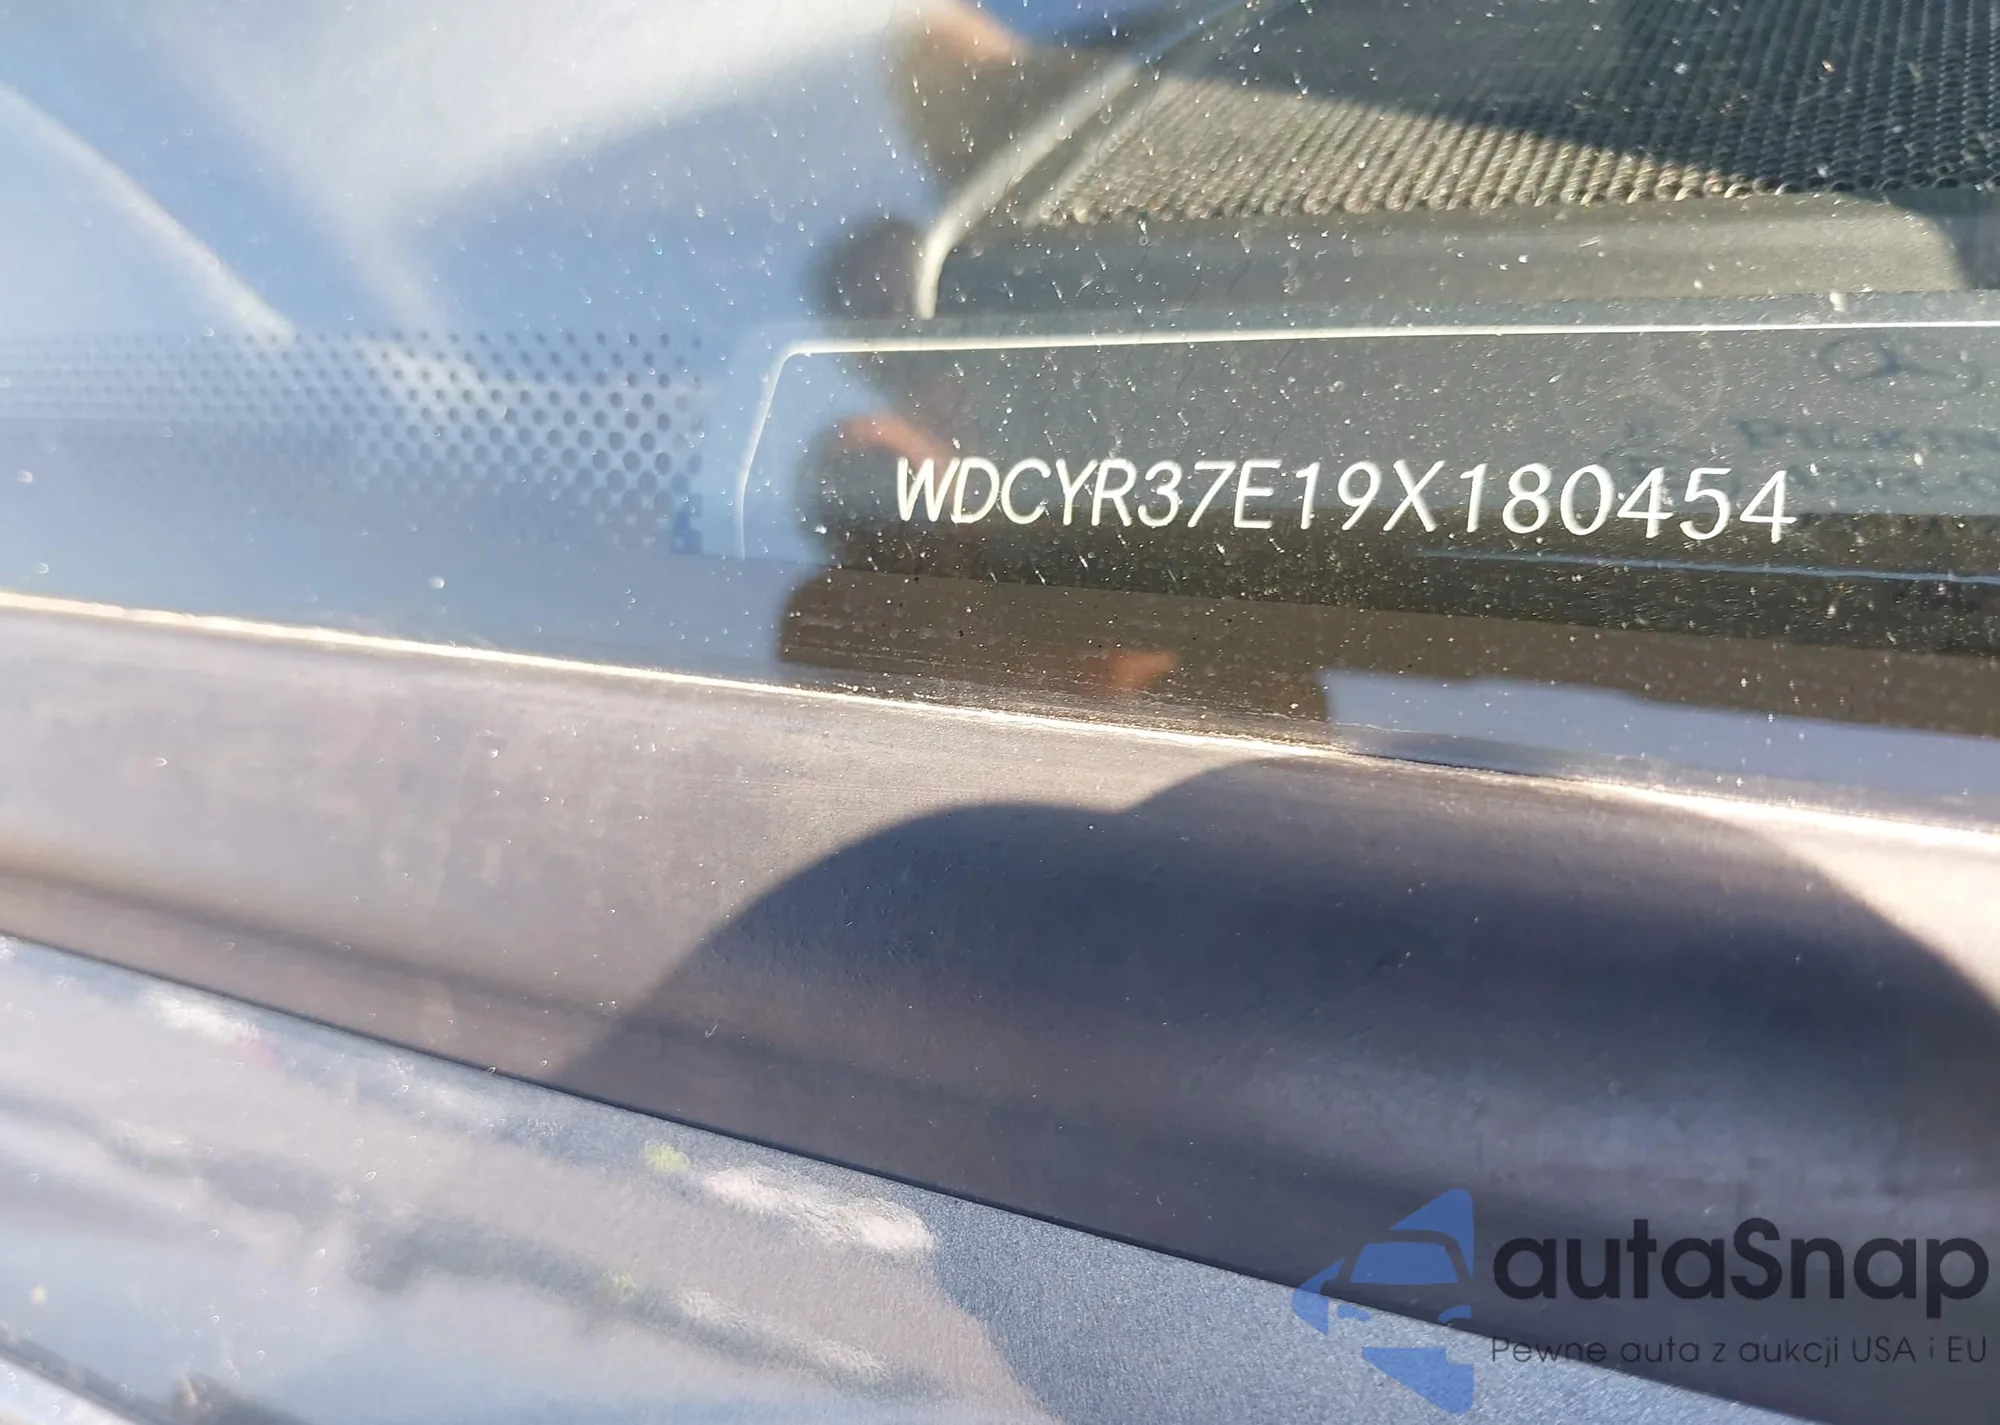 WDCYR37E19X180454
autaSnap
Pewne auta z aukcji USA i EU